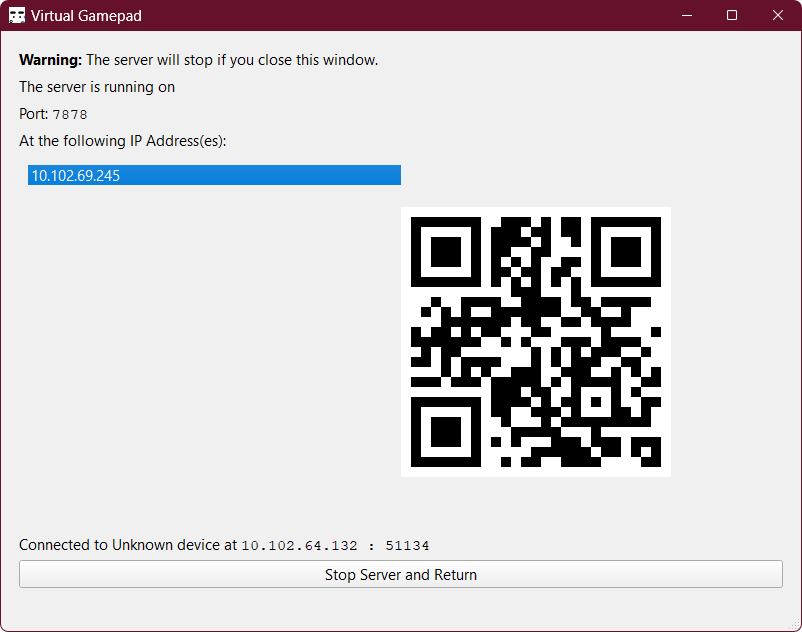 Virtual Gamepad
Warning: The server will stop if you close this window.
The server is running on
Port: 7878
At the following IP Address(es):
10.102.69.245
Connected to Unknown device at 10.102.64.132 : 51134
Stop Server and Return